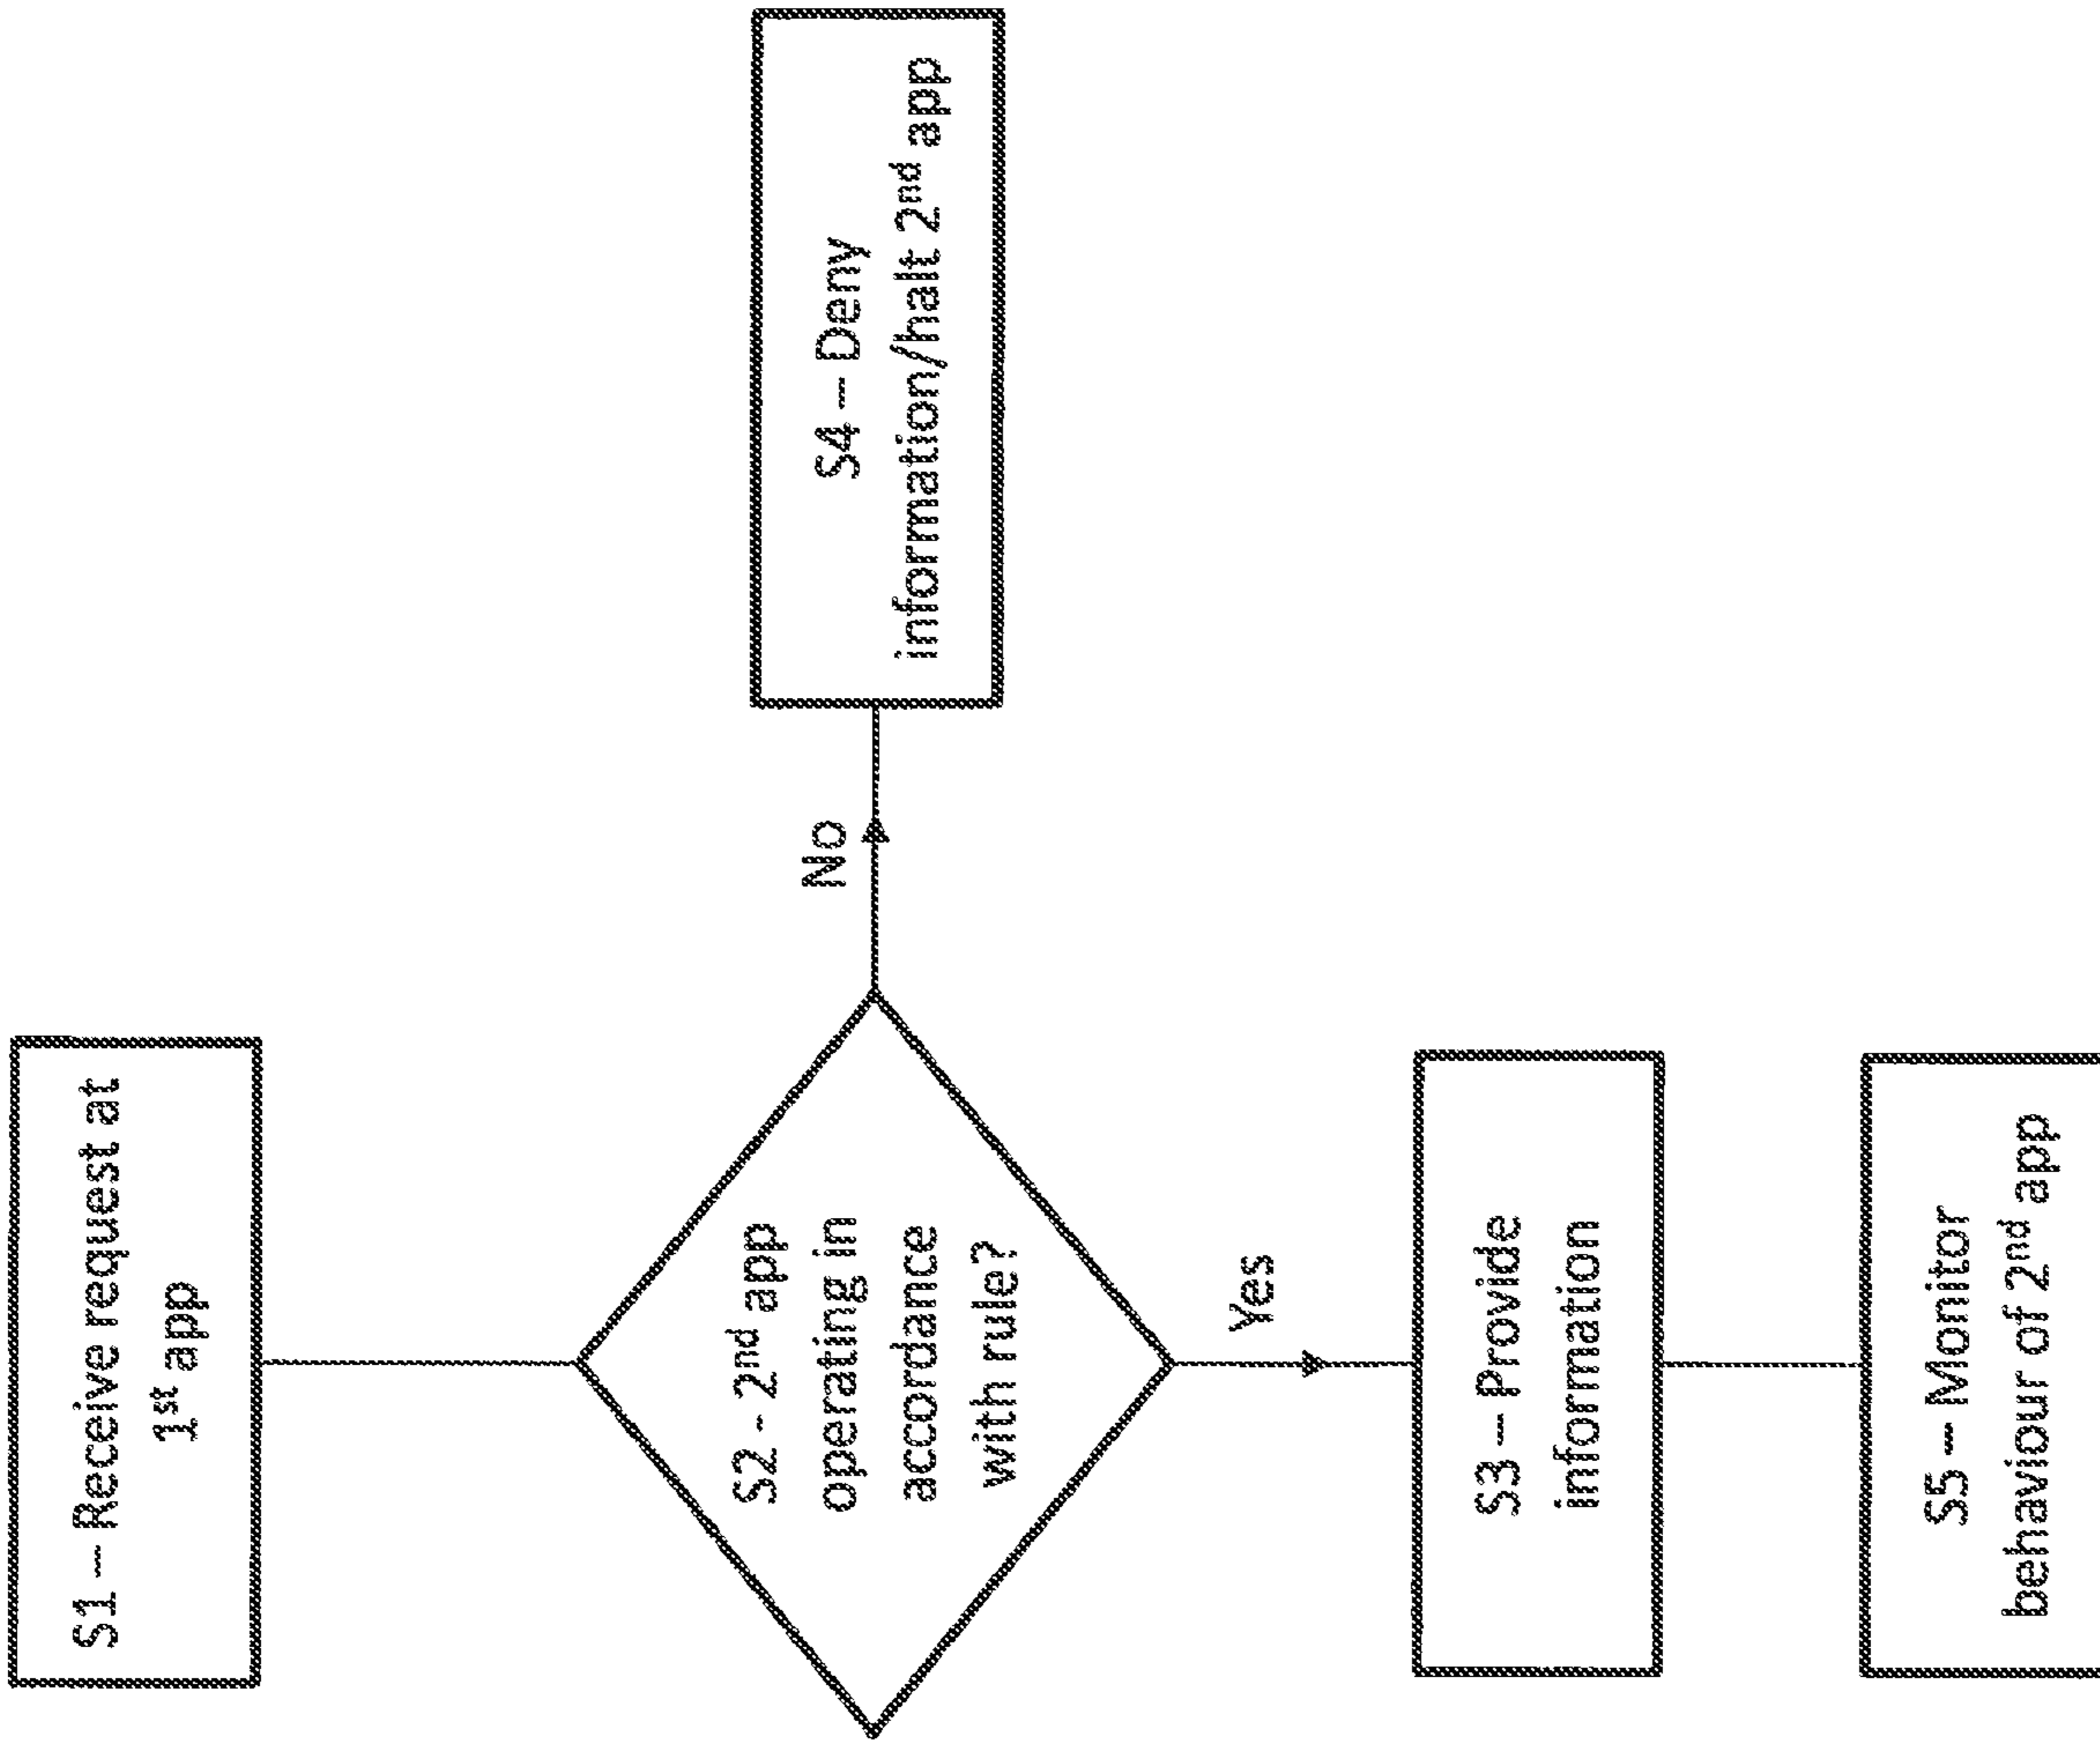 S1 – Receive request at
1st app
S2 - 2nd app
operating in
accordance
with rule?
No
S4 – Deny
information/halt 2nd app
Yes
S3 – Provide
information
S5 – Monitor
behaviour of 2nd app